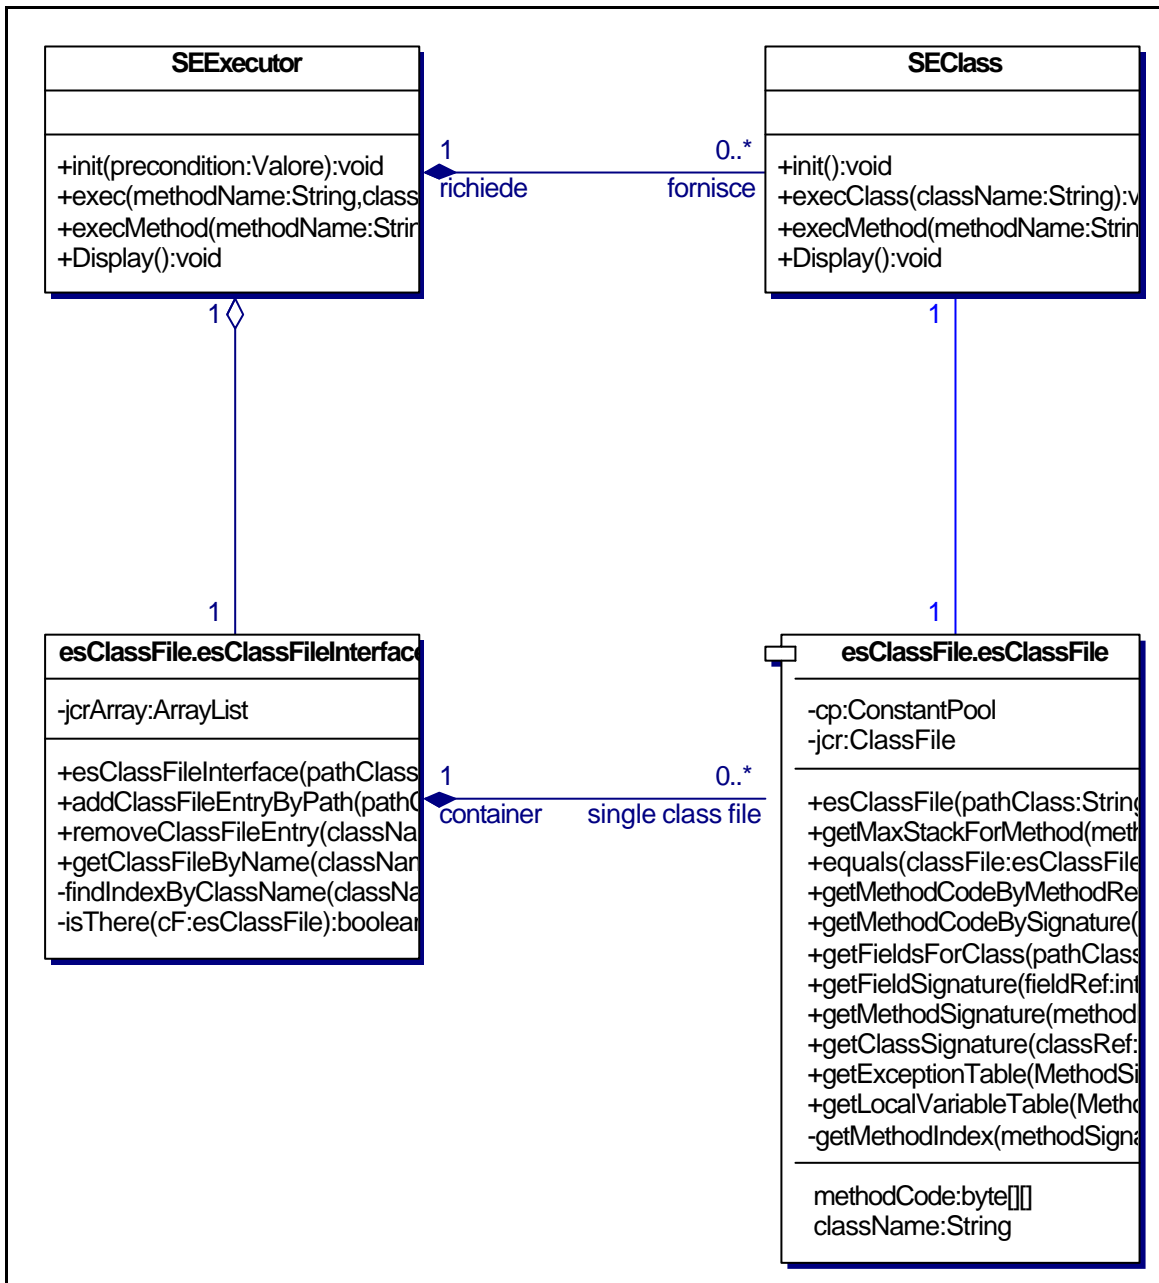 SEExecutor
+init(precondition:Valore):void
+exec(methodName:String,class
+execMethod(methodName:Strin
+Display():void
1
richiede
0..*
fornisce
SEClass
+init():void
+execClass(className:String):v
+execMethod(methodName:Strin
+Display():void
1
1
1
1
esClassFile.esClassFileInterface
-jcrArray:ArrayList
+esClassFileInterface(pathClass
+addClassFileEntryByPath(pathC
+removeClassFileEntry(classNa
+getClassFileByName(classNam
-findIndexByClassName(classNa
-isThere(cF:esClassFile):boolean
1
container
0..*
single class file
esClassFile.esClassFile
-cp:ConstantPool
-jcr:ClassFile
+esClassFile(pathClass:String
+getMaxStackForMethod(meth
+equals(classFile:esClassFile
+getMethodCodeByMethodRe
+getMethodCodeBySignature(
+getFieldsForClass(pathClass
+getFieldSignature(fieldRef:int
+getMethodSignature(method
+getClassSignature(classRef:
+getExceptionTable(MethodSi
+getLocalVariableTable(Metho
-getMethodIndex(methodSigna
methodCode:byte[][]
className:String